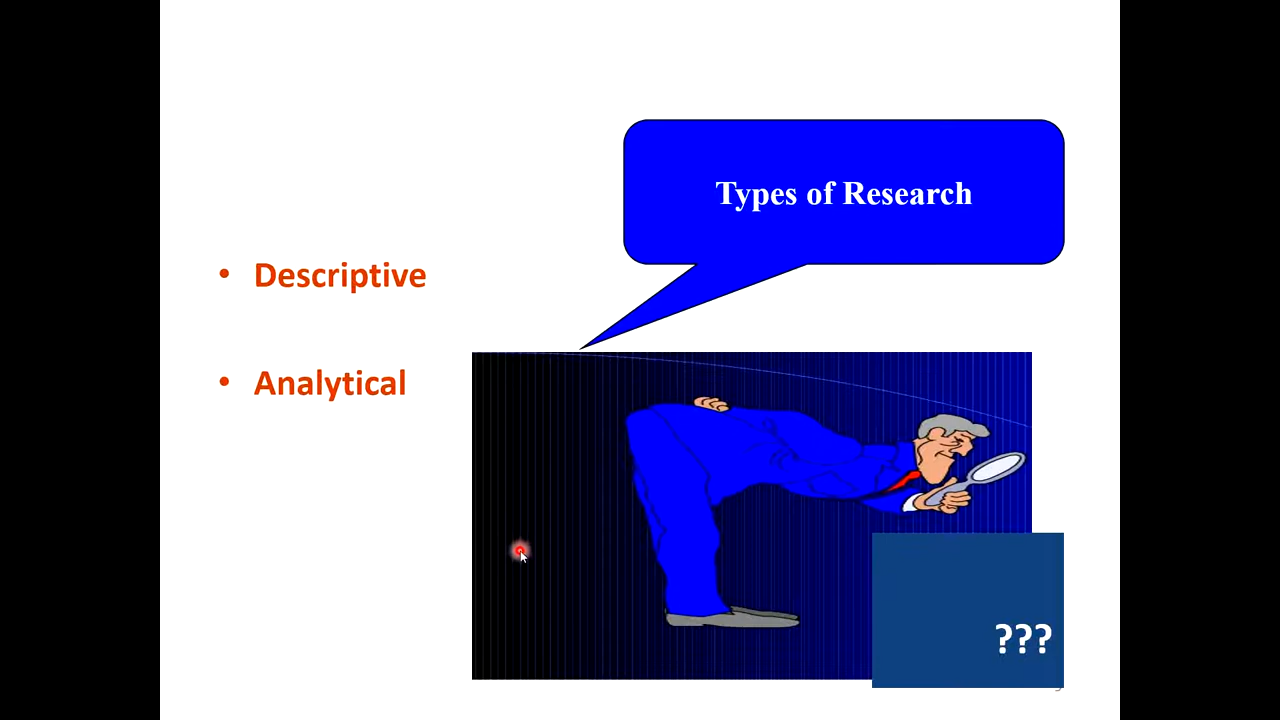 Types of Research
• Descriptive
• Analytical
???